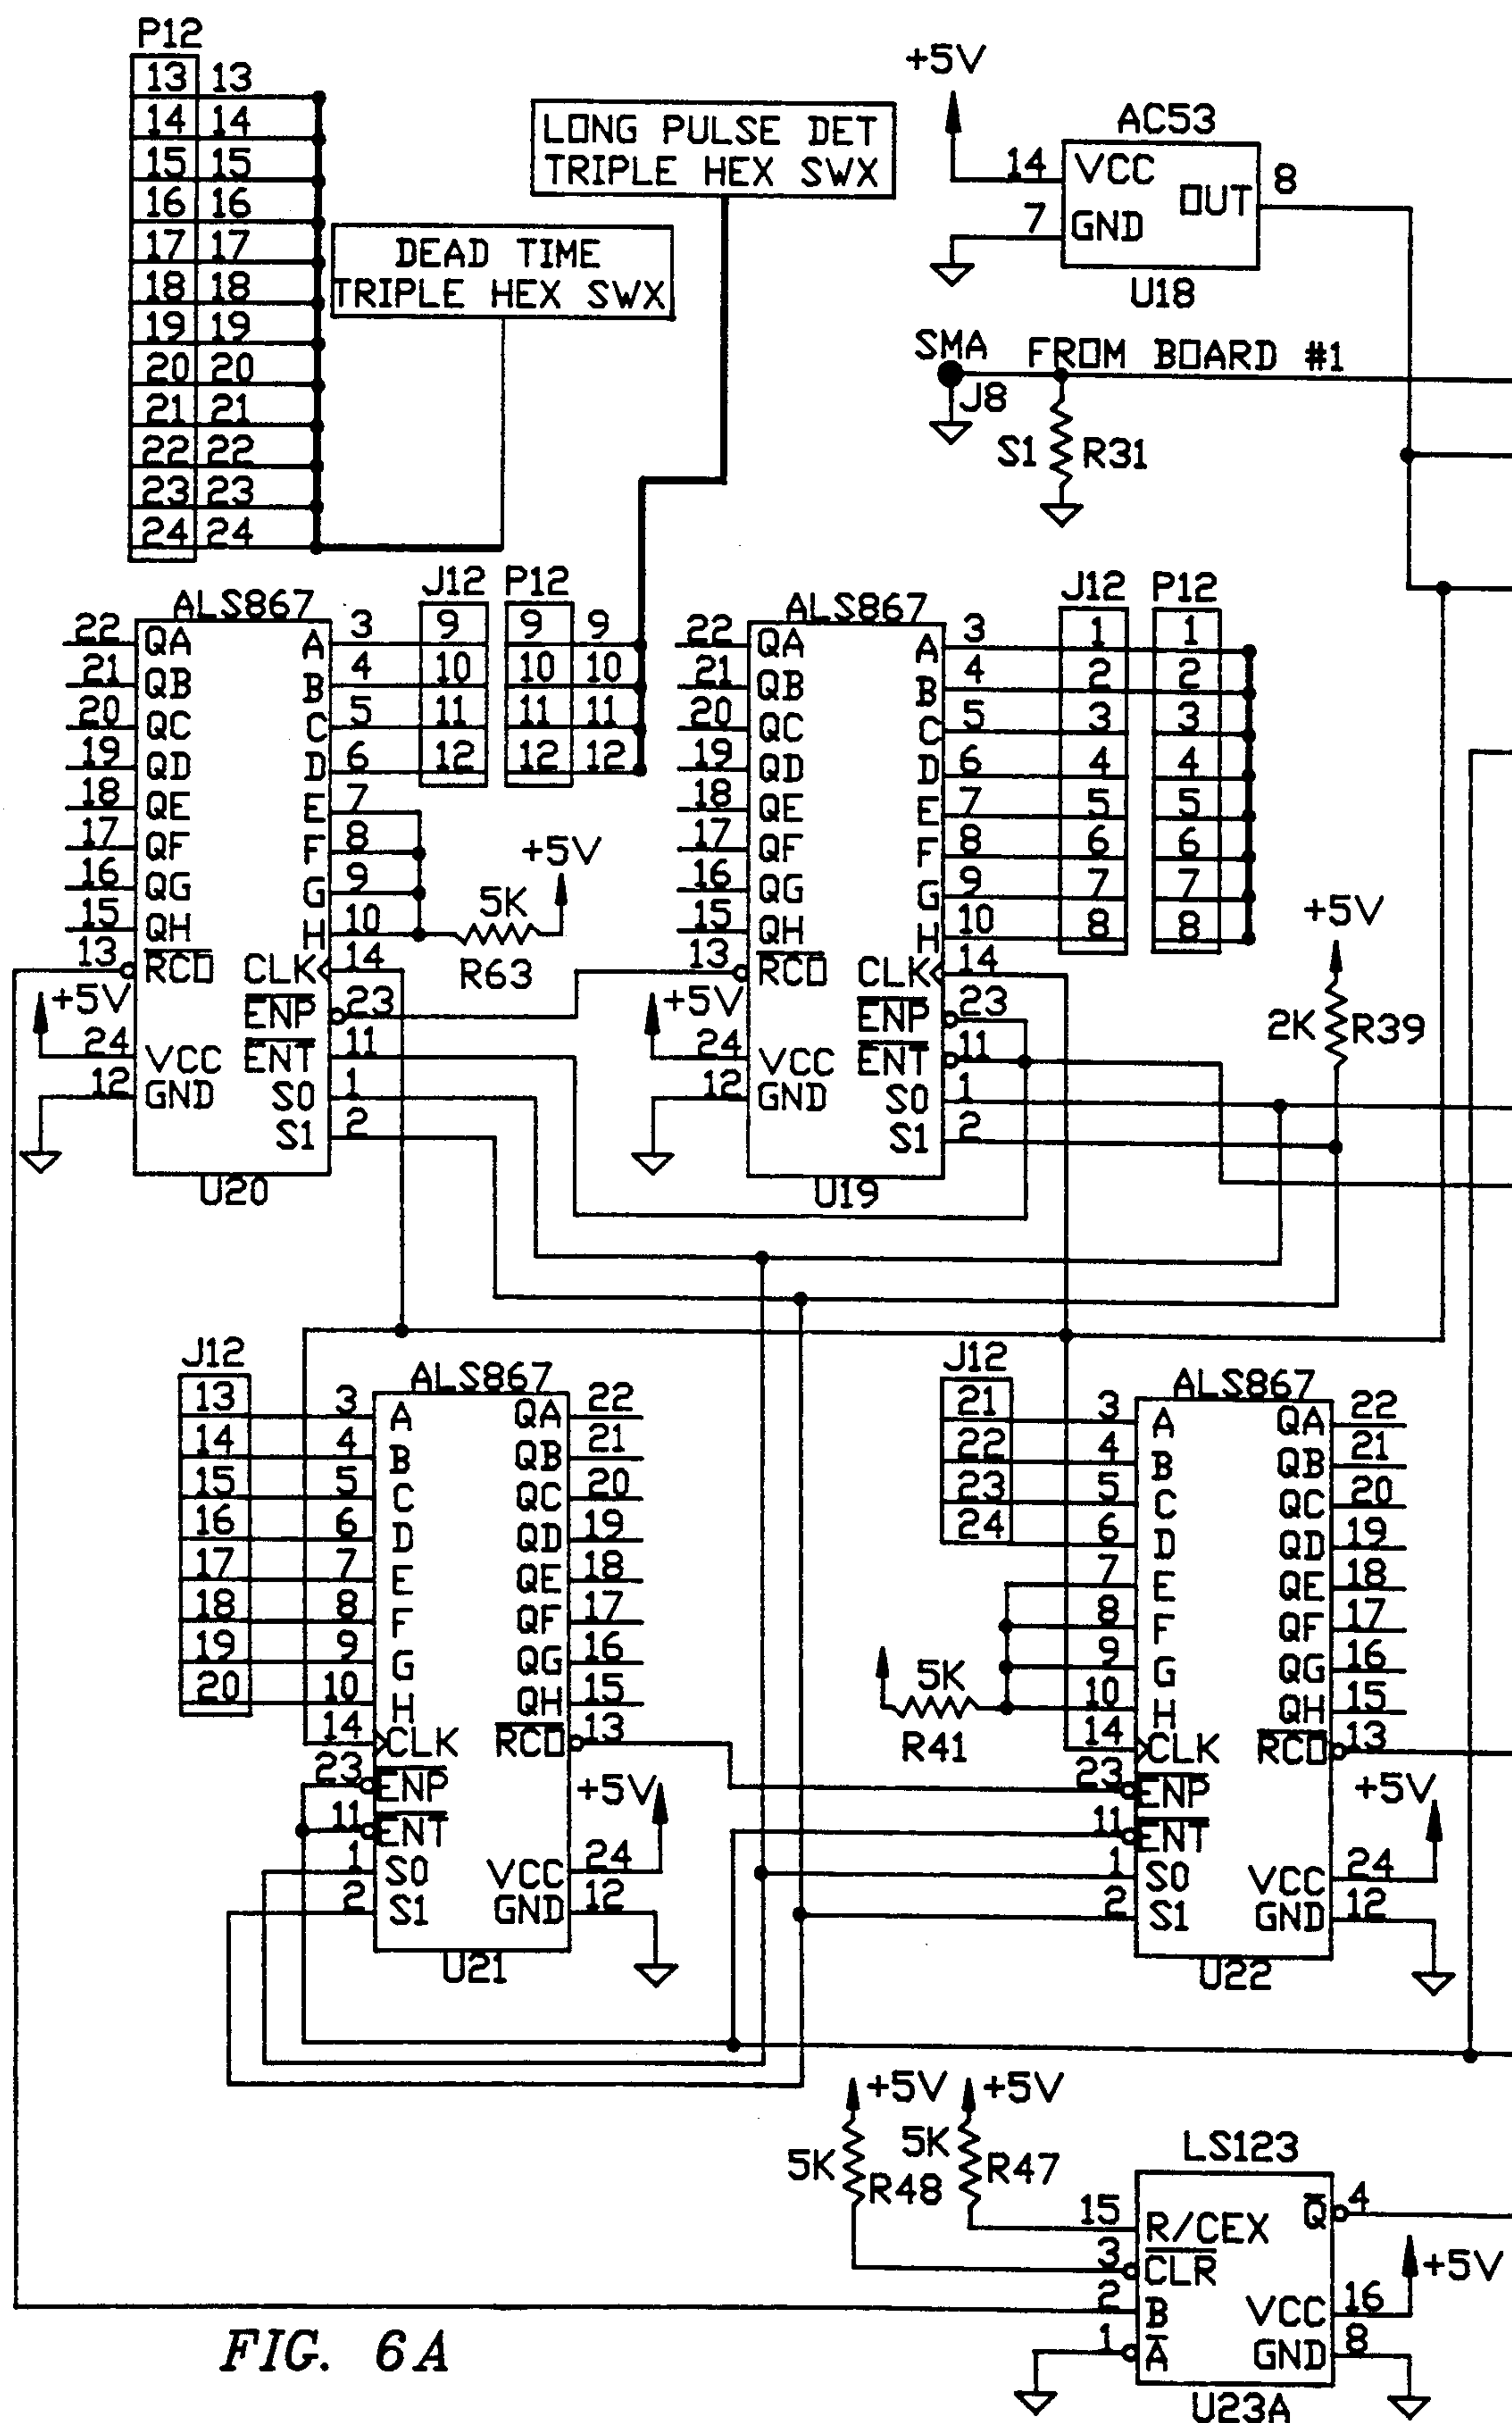 P12
13 13
14 14
15 15
16 16
17 17
18 18
19 19
20 20
21 21
22 22
23 23
24 24
LONG PULSE DET
TRIPLE HEX SWX
DEAD TIME
TRIPLE HEX SWX
+5V
AC53
14 VCC
OUT 8
7 GND
U18
SMA
FROM BOARD #1
J8
S1
R31
ALS867
22 QA A 3
21 QB B 4
20 QC C 5
19 QD D 6
18 QE E 7
17 QF F 8
16 QG G 9
15 QH H 10
13 RCO CLK 14
+5V
ENP 23
24 VCC ENT 11
12 GND S0 1
S1 2
U20
J12 P12
9 9 9
10 10 10
11 11 11
12 12 12
+5V
5K
R63
ALS867
22 QA A 3
21 QB B 4
20 QC C 5
19 QD D 6
18 QE E 7
17 QF F 8
16 QG G 9
15 QH H 10
13 RCO CLK 14
+5V
ENP 23
24 VCC ENT 11
12 GND S0 1
S1 2
U19
J12 P12
1 1
2 2
3 3
4 4
5 5
6 6
7 7
8 8
+5V
2K R39
J12
13
14
15
16
17
18
19
20
ALS867
3 A QA 22
4 B QB 21
5 C QC 20
6 D QD 19
7 E QE 18
8 F QF 17
9 G QG 16
10 H QH 15
14 CLK RCO 13
23 ENP
+5V
11 ENT
1 S0 VCC 24
2 S1 GND 12
U21
J12
21
22
23
24
5K
R41
ALS867
3 A QA 22
4 B QB 21
5 C QC 20
6 D QD 19
7 E QE 18
8 F QF 17
9 G QG 16
10 H QH 15
14 CLK RCO 13
23 ENP
+5V
11 ENT
1 S0 VCC 24
2 S1 GND 12
U22
+5V +5V
5K R48
5K R47
LS123
15 R/CEX Q 4
3 CLR
+5V
2 B VCC 16
1 A GND 8
U23A
FIG. 6A